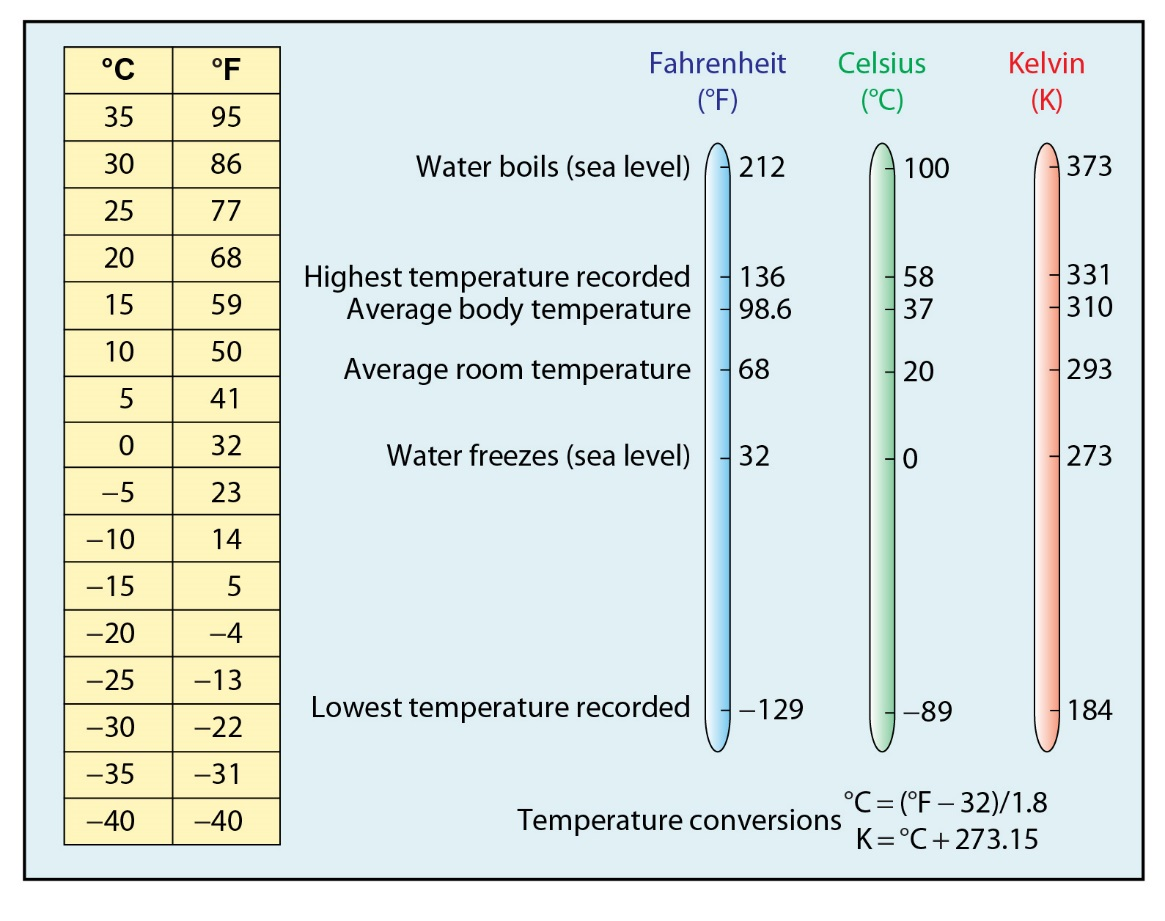 °C °F
35 95
30 86
25 77
20 68
15 59
10 50
5 41
0 32
−5 23
−10 14
−15 5
−20 −4
−25 −13
−30 −22
−35 −31
−40 −40
Fahrenheit Celsius Kelvin
(°F) (°C) (K)
Water boils (sea level) 212 100 373
Highest temperature recorded 136 58 331
Average body temperature 98.6 37 310
Average room temperature 68 20 293
Water freezes (sea level) 32 0 273
Lowest temperature recorded −129 −89 184
Temperature conversions
°C = (°F − 32)/1.8
K = °C + 273.15